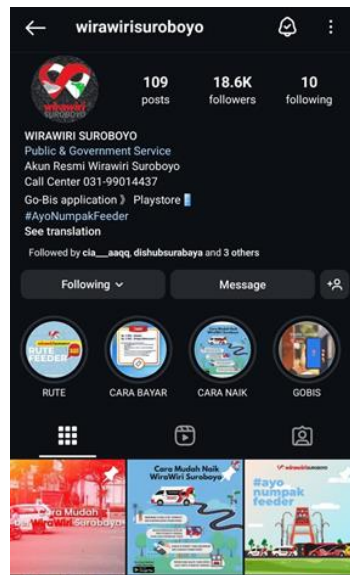 wirawirisuroboyo
wirawiri
SUROBOYO
109
posts
18.6K
followers
10
following
WIRAWIRI SUROBOYO
Public & Government Service
Akun Resmi Wirawiri Suroboyo
Call Center 031-99014437
Go-Bis application 》 Playstore
#AyoNumpakFeeder
See translation
Followed by cia___aaqq, dishubsurabaya and 3 others
Following
Message
RUTE
FEEDER
RUTE
CARA BAYAR
CARA NAIK
GOBIS
Cara Mudah
WiraWiri Suroboyo
Cara Mudah Naik
WiraWiri Suroboyo
wirawirisuroboyo
#ayo
numpak
feeder